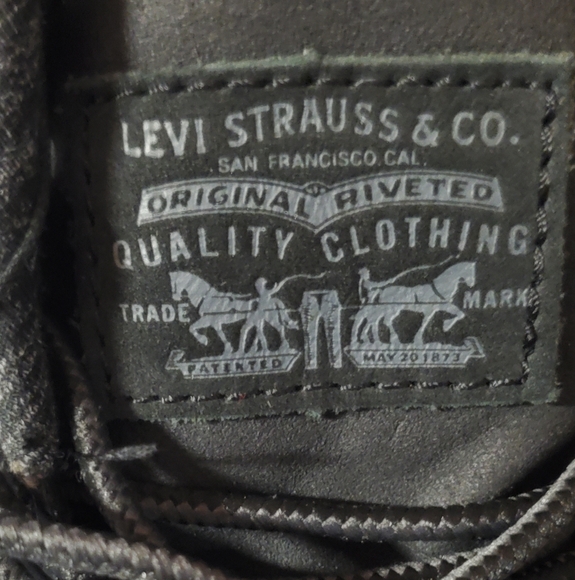 LEVI STRAUSS & CO.
SAN FRANCISCO.CAL.
ORIGINAL RIVETED
QUALITY CLOTHING
TRADE MARK
PATENTED MAY 20 1873